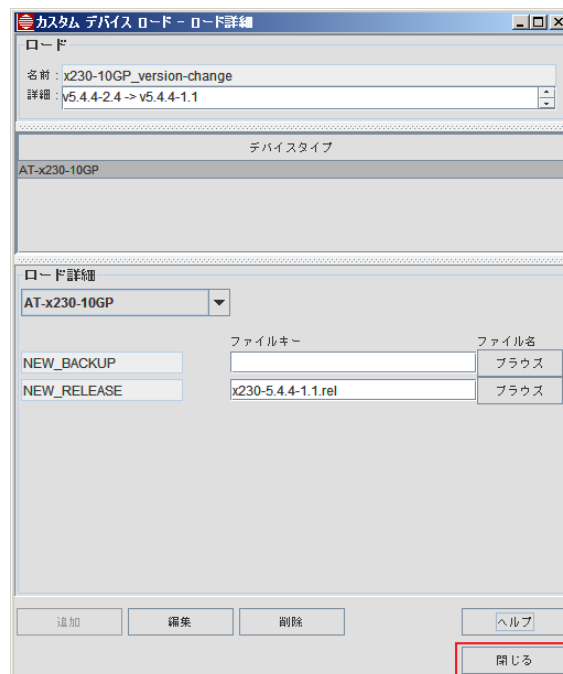 カスタム デバイス ロード - ロード詳細
ロード
名前 : x230-10GP_version-change
詳細 : v5.4.4-2.4 -> v5.4.4-1.1
デバイスタイプ
AT-x230-10GP
ロード詳細
AT-x230-10GP
ファイルキー ファイル名
NEW_BACKUP ブラウズ
NEW_RELEASE x230-5.4.4-1.1.rel ブラウズ
追加 編集 削除 ヘルプ
閉じる